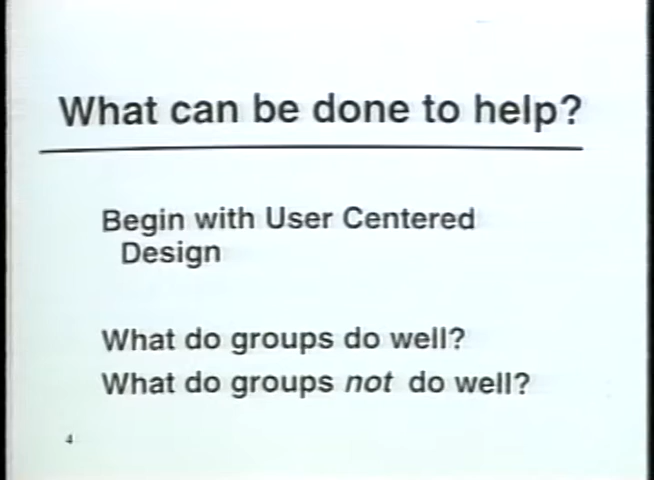 What can be done to help?
Begin with User Centered
Design
What do groups do well?
What do groups not do well?
4